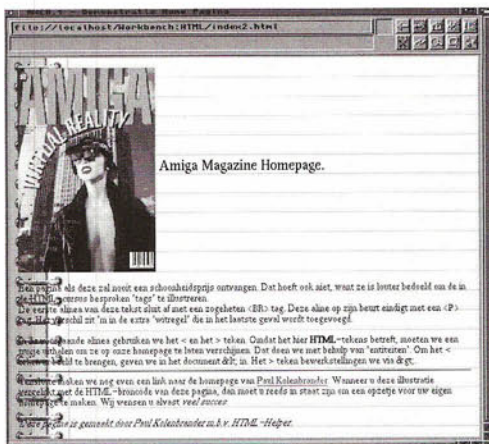 Demonstratie Home Pagina
file://localhost/Workbench:HTML/index2.html
AMIGA
VIRTUAL REALITY
Amiga Magazine Homepage.
Een pagina als deze zal nooit een schoonheidsprijs ontvangen. Dat hoeft ook niet, want ze is louter bedoeld om de in
de HTML-cursus besproken 'tags' te illustreren.
De eerste alinea van deze tekst sluit af met een zogeheten <BR> tag. Deze aline op zijn beurt eindigt met een <P>
tag. Het verschil zit 'm in de extra 'witregel' die in het laatste geval wordt toegevoegd.
In bovenstaande alinea gebruiken we het < en het > teken. Omdat het hier HTML-tekens betreft, moeten we een
truuk uithalen om ze op onze homepage te laten verschijnen. Dat doen we met behulp van 'entiteiten'. Om het <
teken in beeld te brengen, geven we in het document &lt; in. Het > teken bewerkstelligen we via &gt;.
Tenslotte maken we nog even een link naar de homepage van Paul Kolenbrander. Wanneer u deze illustratie
vergelijkt met de HTML-broncode van deze pagina, dan moet u reeds in staat zijn om een opzetje voor uw eigen
homepage te maken. Wij wensen u alvast veel succes
Deze pagina is gemaakt door Paul Kolenbrander m.b.v. HTML-Helper.